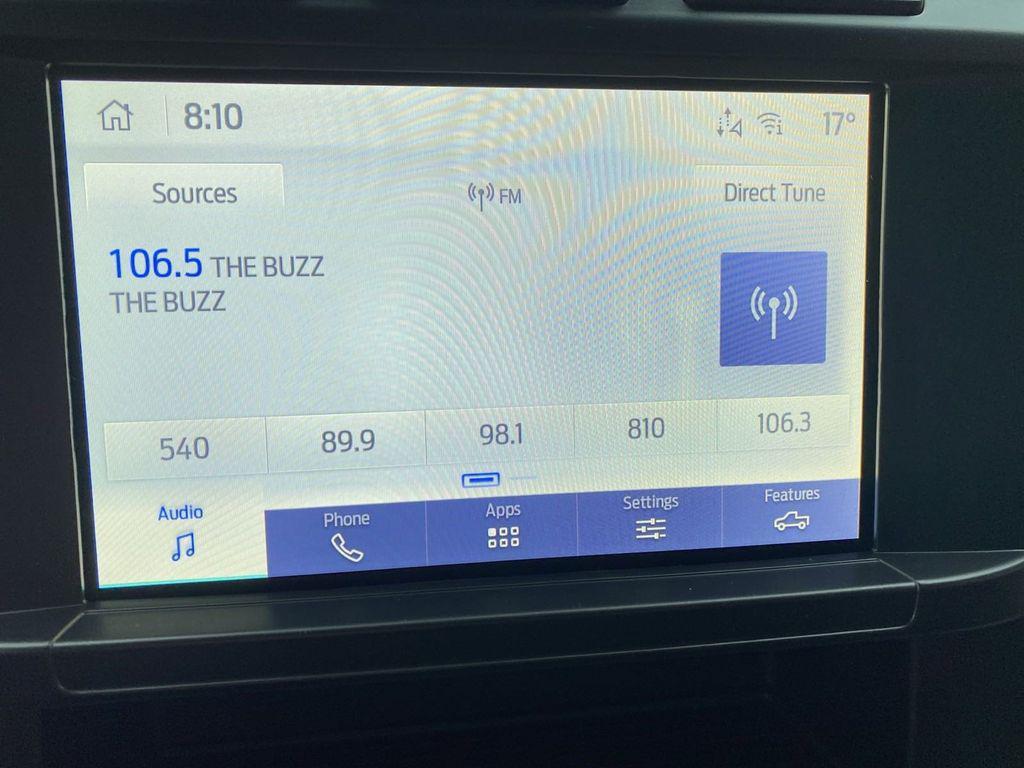 8:10
17°
Sources
FM
Direct Tune
106.5 THE BUZZ
THE BUZZ
540
89.9
98.1
810
106.3
Audio
Phone
Apps
Settings
Features